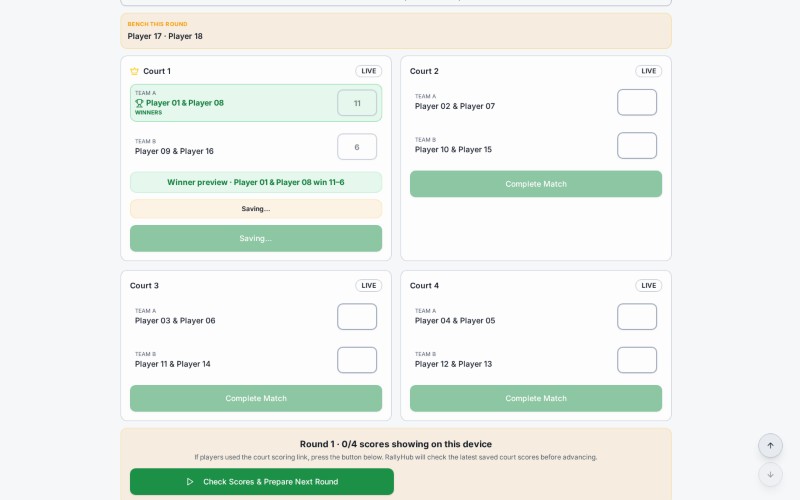 BENCH THIS ROUND
Player 17 · Player 18
Court 1
LIVE
TEAM A
Player 01 & Player 08
WINNERS
11
TEAM B
Player 09 & Player 16
6
Winner preview · Player 01 & Player 08 win 11–6
Saving...
Saving...
Court 2
LIVE
TEAM A
Player 02 & Player 07
TEAM B
Player 10 & Player 15
Complete Match
Court 3
LIVE
TEAM A
Player 03 & Player 06
TEAM B
Player 11 & Player 14
Complete Match
Court 4
LIVE
TEAM A
Player 04 & Player 05
TEAM B
Player 12 & Player 13
Complete Match
Round 1 · 0/4 scores showing on this device
If players used the court scoring link, press the button below. RallyHub will check the latest saved court scores before advancing.
Check Scores & Prepare Next Round